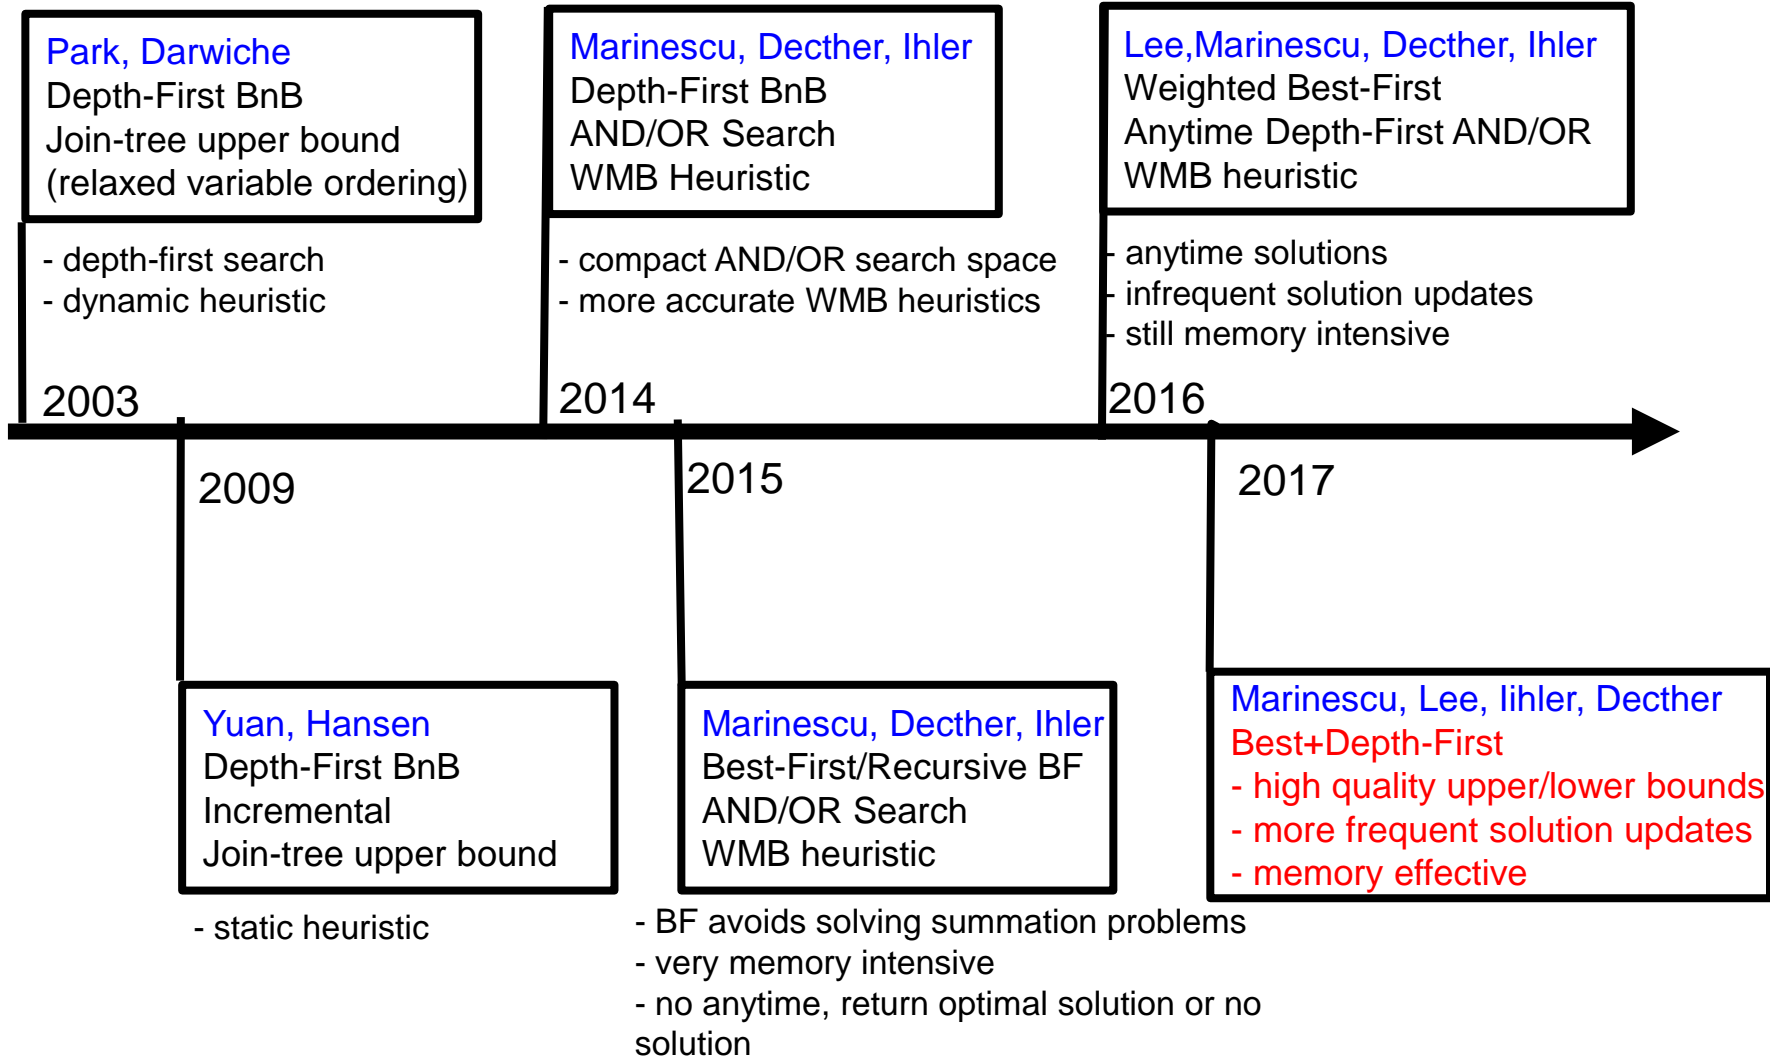 Park, Darwiche
Depth-First BnB
Join-tree upper bound
(relaxed variable ordering)
- depth-first search
- dynamic heuristic
2003
Marinescu, Decther, Ihler
Depth-First BnB
AND/OR Search
WMB Heuristic
- compact AND/OR search space
- more accurate WMB heuristics
2014
Lee,Marinescu, Decther, Ihler
Weighted Best-First
Anytime Depth-First AND/OR
WMB heuristic
- anytime solutions
- infrequent solution updates
- still memory intensive
2016
2009
Yuan, Hansen
Depth-First BnB
Incremental
Join-tree upper bound
- static heuristic
2015
Marinescu, Decther, Ihler
Best-First/Recursive BF
AND/OR Search
WMB heuristic
- BF avoids solving summation problems
- very memory intensive
- no anytime, return optimal solution or no
solution
2017
Marinescu, Lee, Iihler, Decther
Best+Depth-First
- high quality upper/lower bounds
- more frequent solution updates
- memory effective